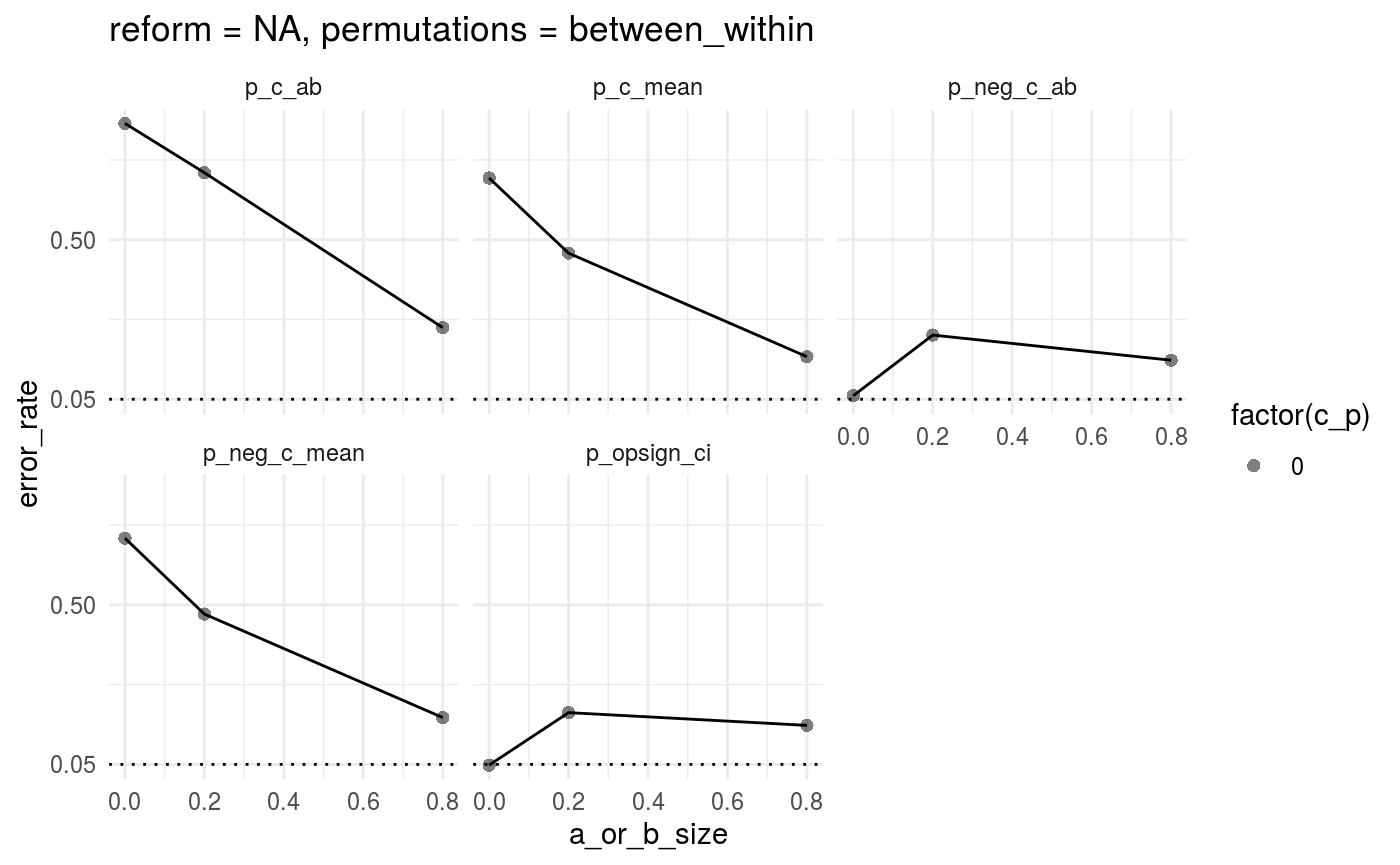 reform = NA, permutations = between_within
p_c_ab
p_c_mean
p_neg_c_ab
0.50
0.05
0.0 0.2 0.4 0.6 0.8
p_neg_c_mean
p_opsign_ci
0.50
0.05
0.0 0.2 0.4 0.6 0.8
0.0 0.2 0.4 0.6 0.8
error_rate
a_or_b_size
factor(c_p)
0